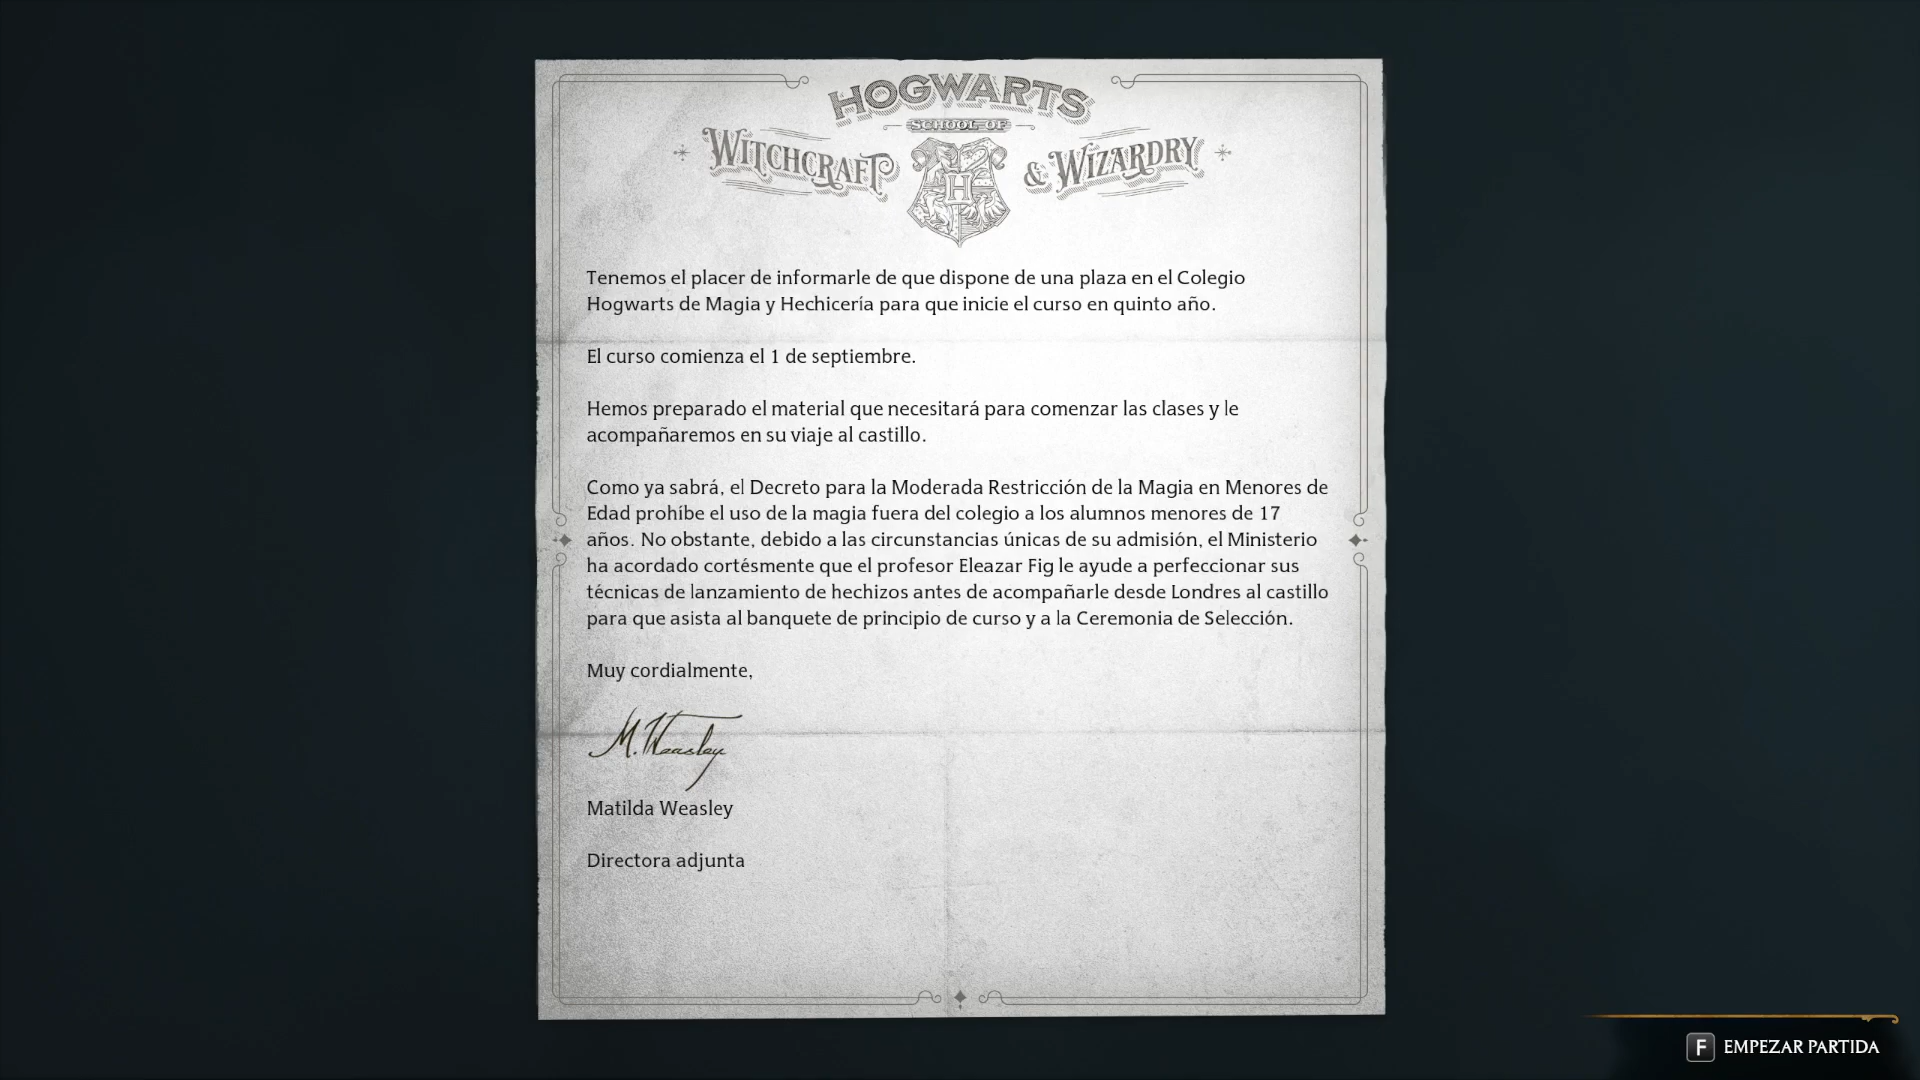 HOGWARTS
SCHOOL OF
WITCHCRAFT & WIZARDRY
H
Tenemos el placer de informarle de que dispone de una plaza en el Colegio
Hogwarts de Magia y Hechicería para que inicie el curso en quinto año.
El curso comienza el 1 de septiembre.
Hemos preparado el material que necesitará para comenzar las clases y le
acompañaremos en su viaje al castillo.
Como ya sabrá, el Decreto para la Moderada Restricción de la Magia en Menores de
Edad prohíbe el uso de la magia fuera del colegio a los alumnos menores de 17
años. No obstante, debido a las circunstancias únicas de su admisión, el Ministerio
ha acordado cortésmente que el profesor Eleazar Fig le ayude a perfeccionar sus
técnicas de lanzamiento de hechizos antes de acompañarle desde Londres al castillo
para que asista al banquete de principio de curso y a la Ceremonia de Selección.
Muy cordialmente,
M. Weasley
Matilda Weasley
Directora adjunta
F EMPEZAR PARTIDA